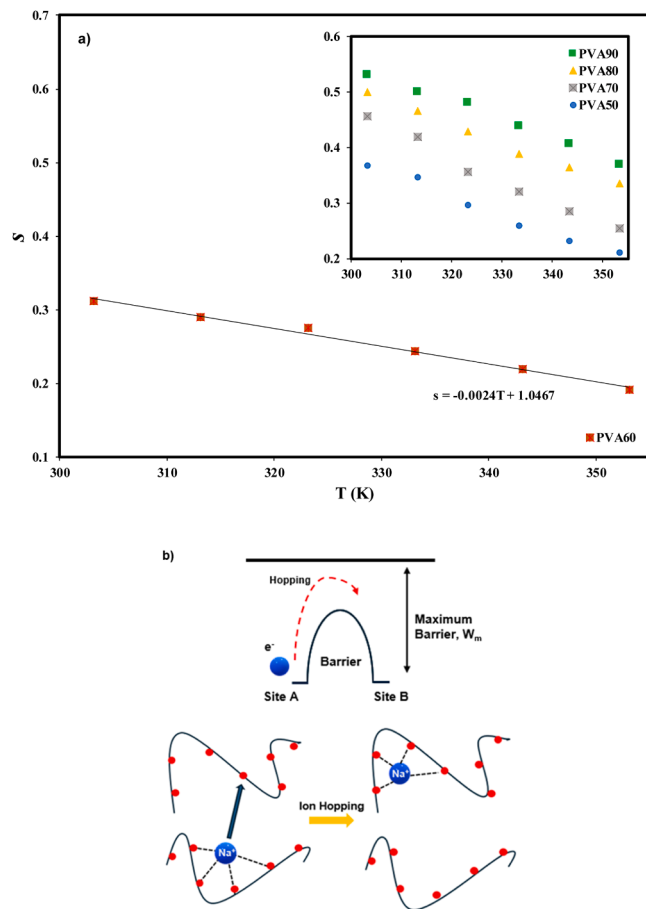 a)
0.7
0.6
0.5
0.4
0.3
0.2
0.1
S
300
310
320
330
340
350
T (K)
s = -0.0024T + 1.0467
PVA60
0.6
0.5
0.4
0.3
0.2
300
310
320
330
340
350
PVA90
PVA80
PVA70
PVA50
b)
Hopping
e-
Barrier
Maximum
Barrier, Wm
Site A
Site B
Na+
Ion Hopping
Na+